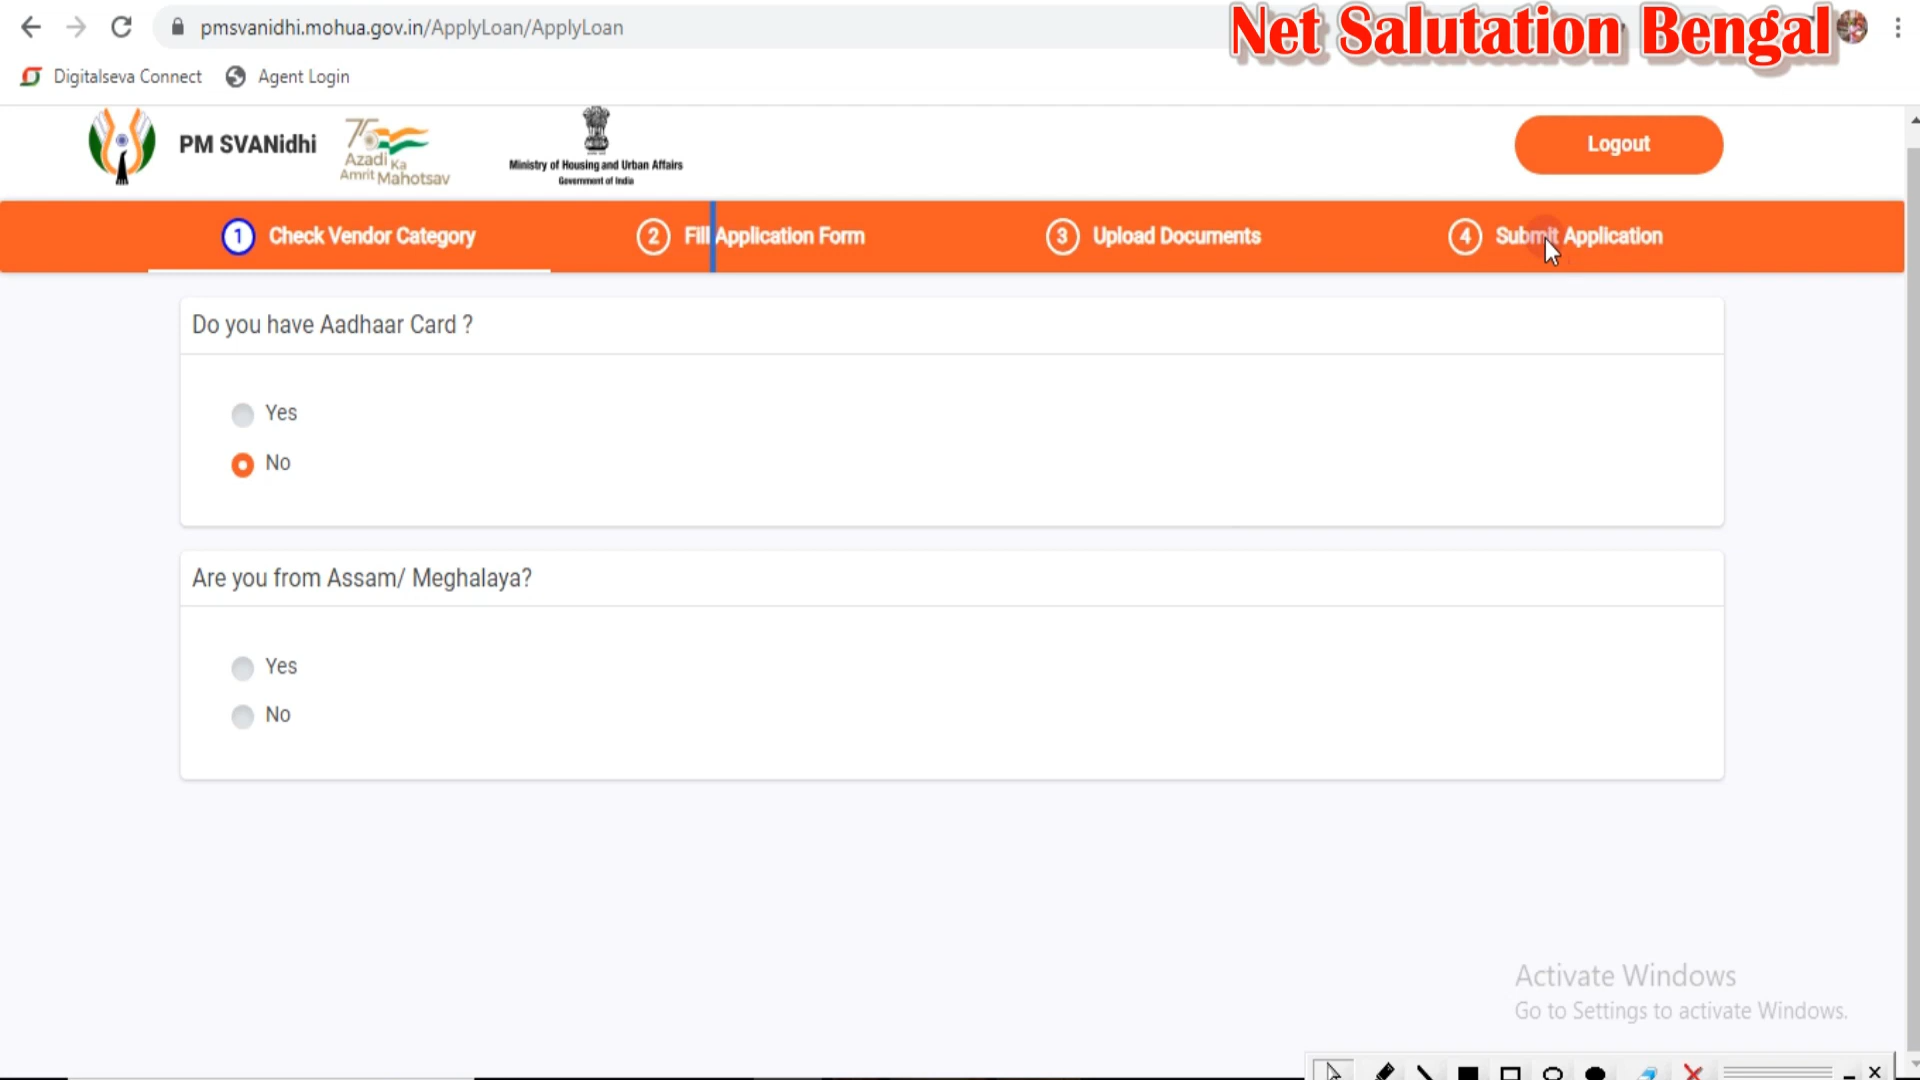 pmsvanidhi.mohua.gov.in/ApplyLoan/ApplyLoan
Net Salutation Bengal
Digitalseva Connect
Agent Login
PM SVANidhi
75
Azadi Ka
Amrit Mahotsav
Ministry of Housing and Urban Affairs
Government of India
Logout
1 Check Vendor Category
2 Fill Application Form
3 Upload Documents
4 Submit Application
Do you have Aadhaar Card ?
Yes
No
Are you from Assam/ Meghalaya?
Yes
No
Activate Windows
Go to Settings to activate Windows.